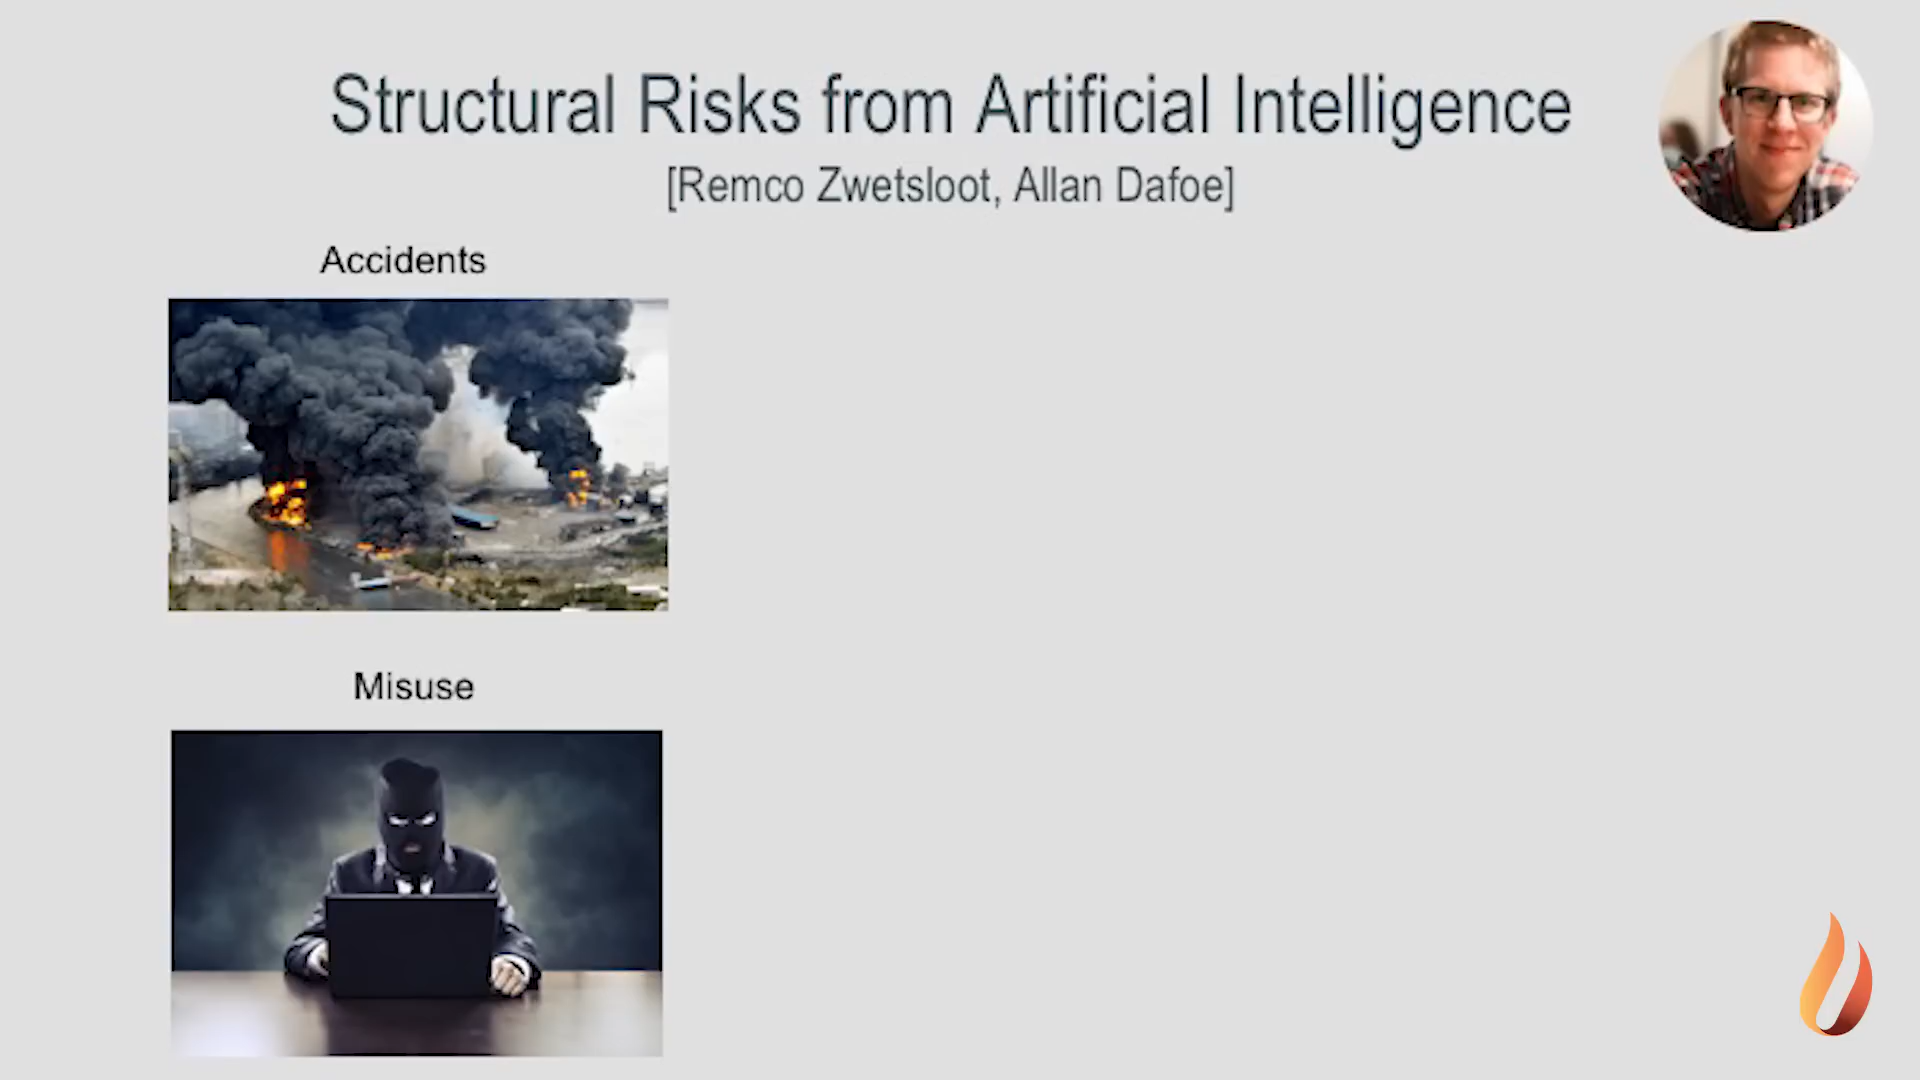 Structural Risks from Artificial Intelligence
[Remco Zwetsloot, Allan Dafoe]
Accidents
Misuse